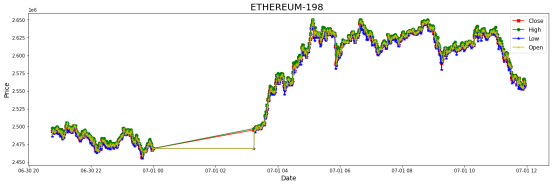 ETHEREUM-198
1e6
Close
High
Low
Open
2.650
2.625
2.600
2.575
2.550
2.525
2.500
2.475
2.450
Price
06-30 20
06-30 22
07-01 00
07-01 02
07-01 04
07-01 06
07-01 08
07-01 10
07-01 12
Date